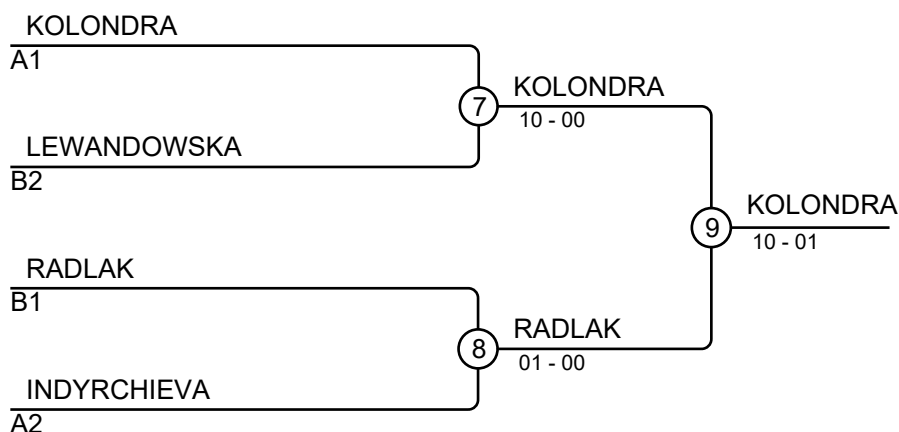 KOLONDRA
A1
7
KOLONDRA
10 - 00
LEWANDOWSKA
B2
9
KOLONDRA
10 - 01
RADLAK
B1
8
RADLAK
01 - 00
INDYRCHIEVA
A2